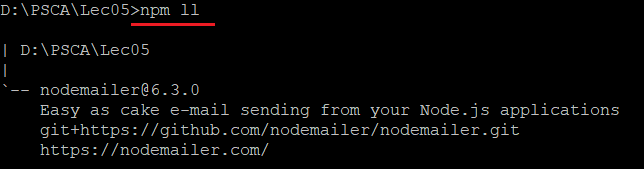 D:\PSCA\Lec05>npm ll
| D:\PSCA\Lec05
|
`-- nodemailer@6.3.0
Easy as cake e-mail sending from your Node.js applications
git+https://github.com/nodemailer/nodemailer.git
https://nodemailer.com/